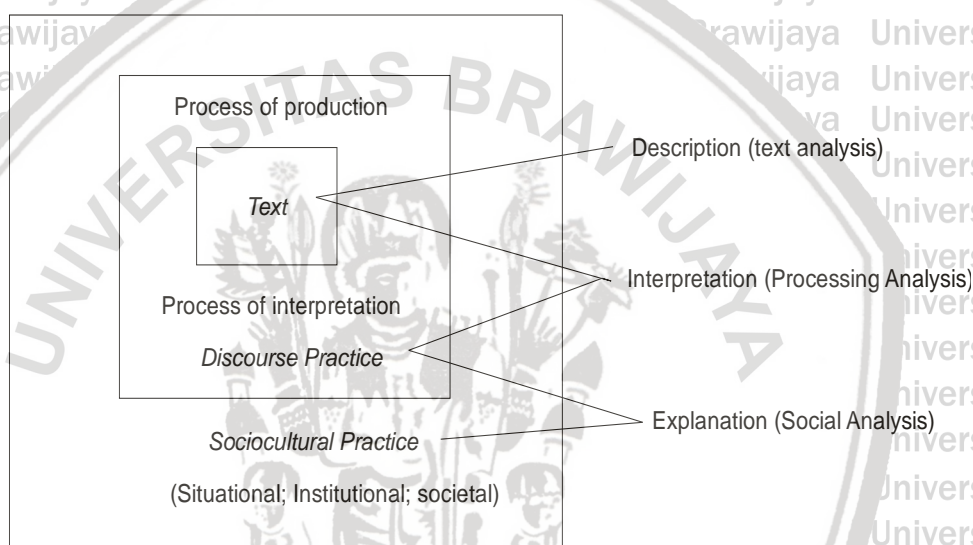 Process of production
Text
Process of interpretation
Discourse Practice
Sociocultural Practice
(Situational; Institutional; societal)
Description (text analysis)
Interpretation (Processing Analysis)
Explanation (Social Analysis)
UNIVERSITAS BRAWIJAYA